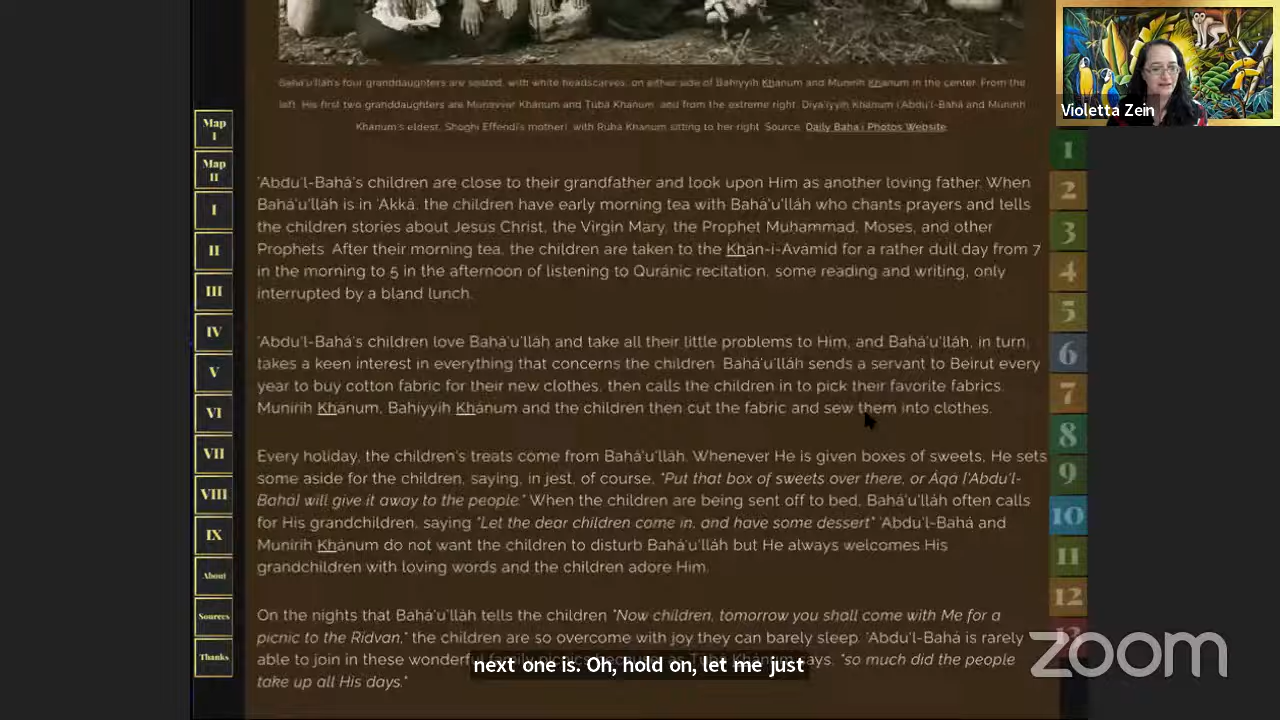 Bahá'u'lláh's four granddaughters are seated, with white headscarves, on either side of Bahíyyih Khánum and Munírih Khánum in the center. From the
left, His first two granddaughters are Munavvar Khánum and Túbá Khánum, and from the extreme right, Ḍíyá'íyyih Khánum ('Abdu'l-Bahá and Munírih
Khánum's eldest, Shoghi Effendi's mother), with Rúhá Khánum sitting to her right. Source: Daily Bahá'í Photos Website.
Violetta Zein
'Abdu'l-Bahá's children are close to their grandfather and look upon Him as another loving father. When
Bahá'u'lláh is in 'Akká, the children have early morning tea with Bahá'u'lláh who chants prayers and tells
the children stories about Jesus Christ, the Virgin Mary, the Prophet Muḥammad, Moses, and other
Prophets. After their morning tea, the children are taken to the Khán-i-Avámíd for a rather dull day from 7
in the morning to 5 in the afternoon of listening to Quránic recitation, some reading and writing, only
interrupted by a bland lunch.
'Abdu'l-Bahá's children love Bahá'u'lláh and take all their little problems to Him, and Bahá'u'lláh, in turn,
takes a keen interest in everything that concerns the children. Bahá'u'lláh sends a servant to Beirut every
year to buy cotton fabric for their new clothes, then calls the children in to pick their favorite fabrics.
Munírih Khánum, Bahíyyih Khánum and the children then cut the fabric and sew them into clothes.
Every holiday, the children's treats come from Bahá'u'lláh. Whenever He is given boxes of sweets, He sets
some aside for the children, saying, in jest, of course, "Put that box of sweets over there, or Áqá ['Abdu'l-
Bahá] will give it away to the people." When the children are being sent off to bed, Bahá'u'lláh often calls
for His grandchildren, saying "Let the dear children come in, and have some dessert" 'Abdu'l-Bahá and
Munírih Khánum do not want the children to disturb Bahá'u'lláh but He always welcomes His
grandchildren with loving words and the children adore Him.
On the nights that Bahá'u'lláh tells the children "Now children, tomorrow you shall come with Me for a
picnic to the Riḍván," the children are so overcome with joy they can barely sleep. 'Abdu'l-Bahá is rarely
able to join in these wonderful family picnics because, as Túbá Khánum says, "so much did the people
take up all His days."
next one is. Oh, hold on, let me just
Map
I
Map
II
I
II
III
IV
V
VI
VII
VIII
IX
About
Sources
Thanks
1
2
3
4
5
6
7
8
9
10
11
12
13
zoom